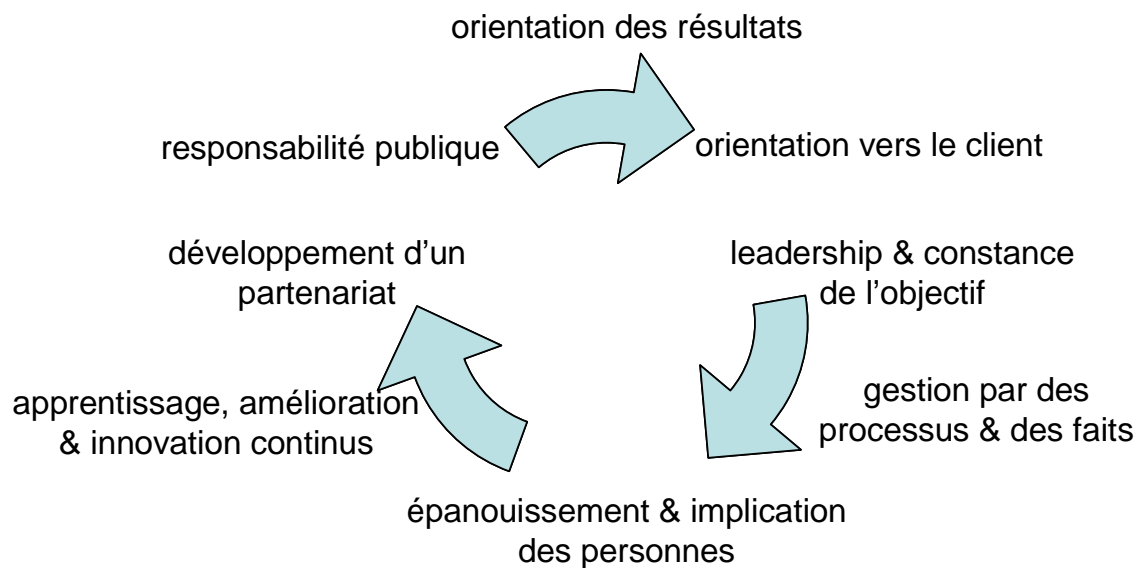 orientation des résultats
responsabilité publique
orientation vers le client
développement d’un
partenariat
leadership & constance
de l’objectif
apprentissage, amélioration
& innovation continus
gestion par des
processus & des faits
épanouissement & implication
des personnes